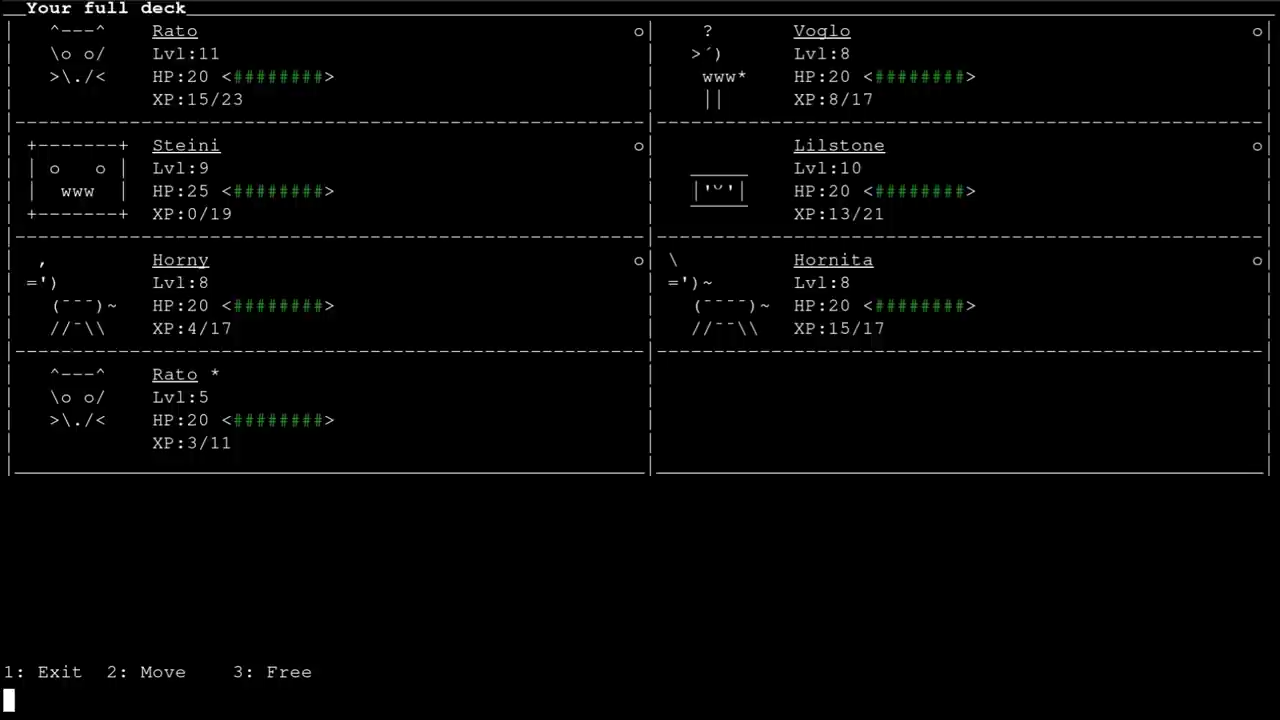 Your full deck
Rato
Lvl:11
HP:20 <########>
XP:15/23
Voglo
Lvl:8
HP:20 <########>
XP:8/17
Steini
Lvl:9
HP:25 <########>
XP:0/19
Lilstone
Lvl:10
HP:20 <########>
XP:13/21
Horny
Lvl:8
HP:20 <########>
XP:4/17
Hornita
Lvl:8
HP:20 <########>
XP:15/17
Rato *
Lvl:5
HP:20 <########>
XP:3/11
1: Exit  2: Move    3: Free